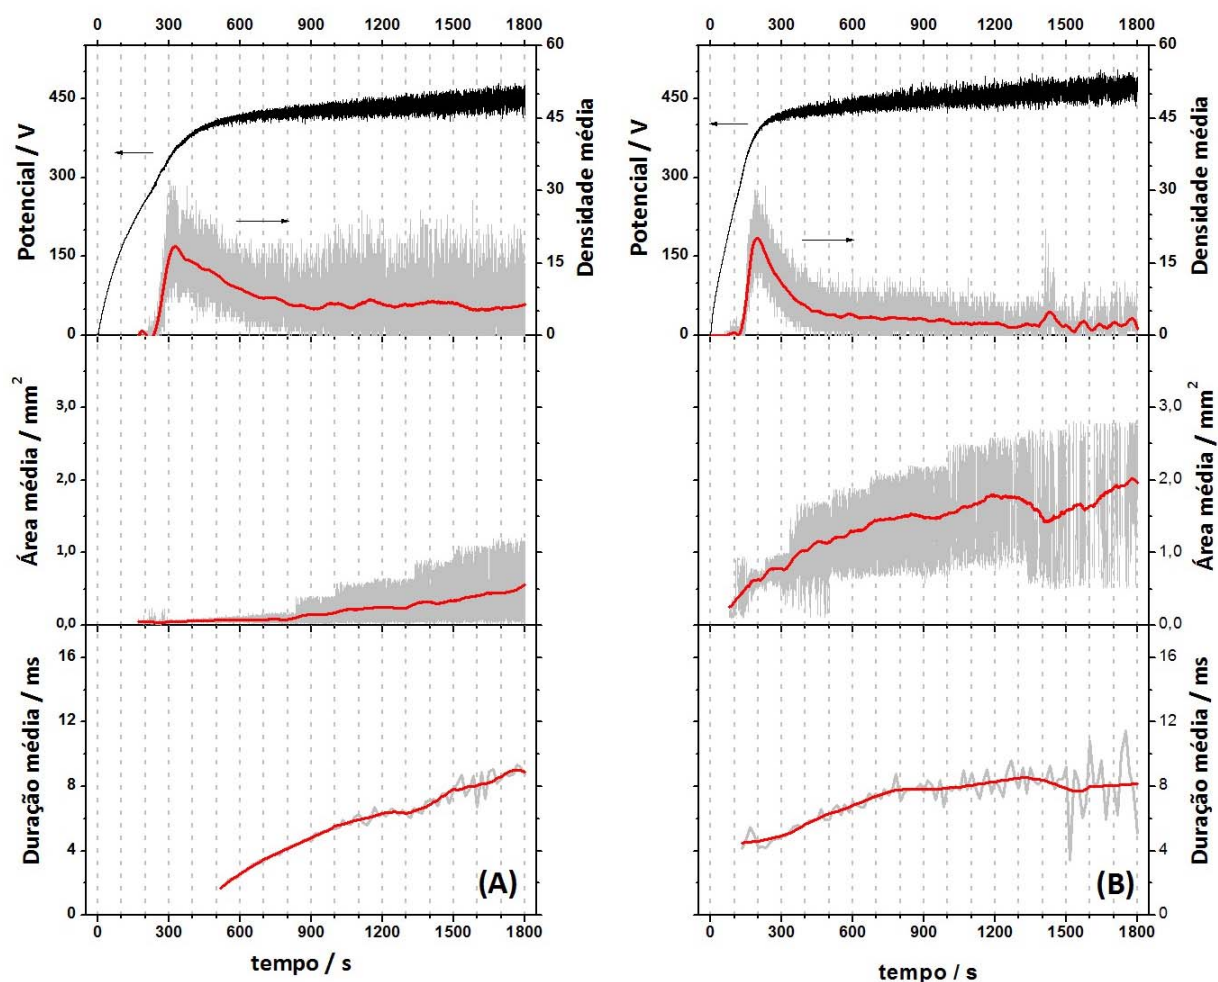 0 300 600 900 1200 1500 1800
0 300 600 900 1200 1500 1800
Potencial / V
450
300
150
0
60
45
30
15
0
Densidade média
Potencial / V
450
300
150
0
60
45
30
15
0
Densidade média
Área média / mm²
3,0
2,0
1,0
0,0
3,0
2,0
1,0
0,0
Área média / mm²
Duração média / ms
16
12
8
4
0
(A)
16
12
8
4
0
(B)
Duração média / ms
0 300 600 900 1200 1500 1800
0 300 600 900 1200 1500 1800
tempo / s
tempo / s